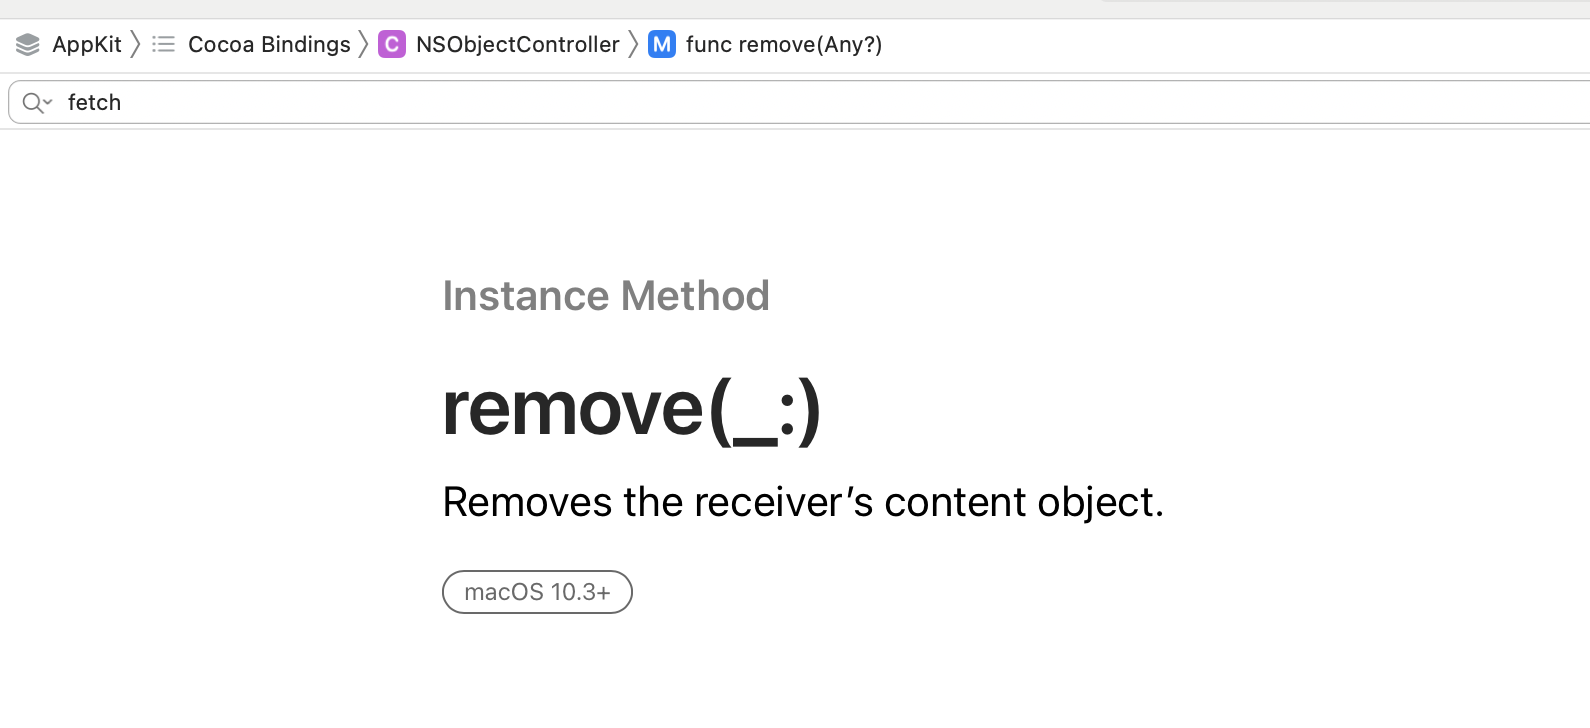 AppKit Cocoa Bindings C NSObjectController M func remove(Any?)
fetch
Instance Method
remove(_:)
Removes the receiver’s content object.
macOS 10.3+